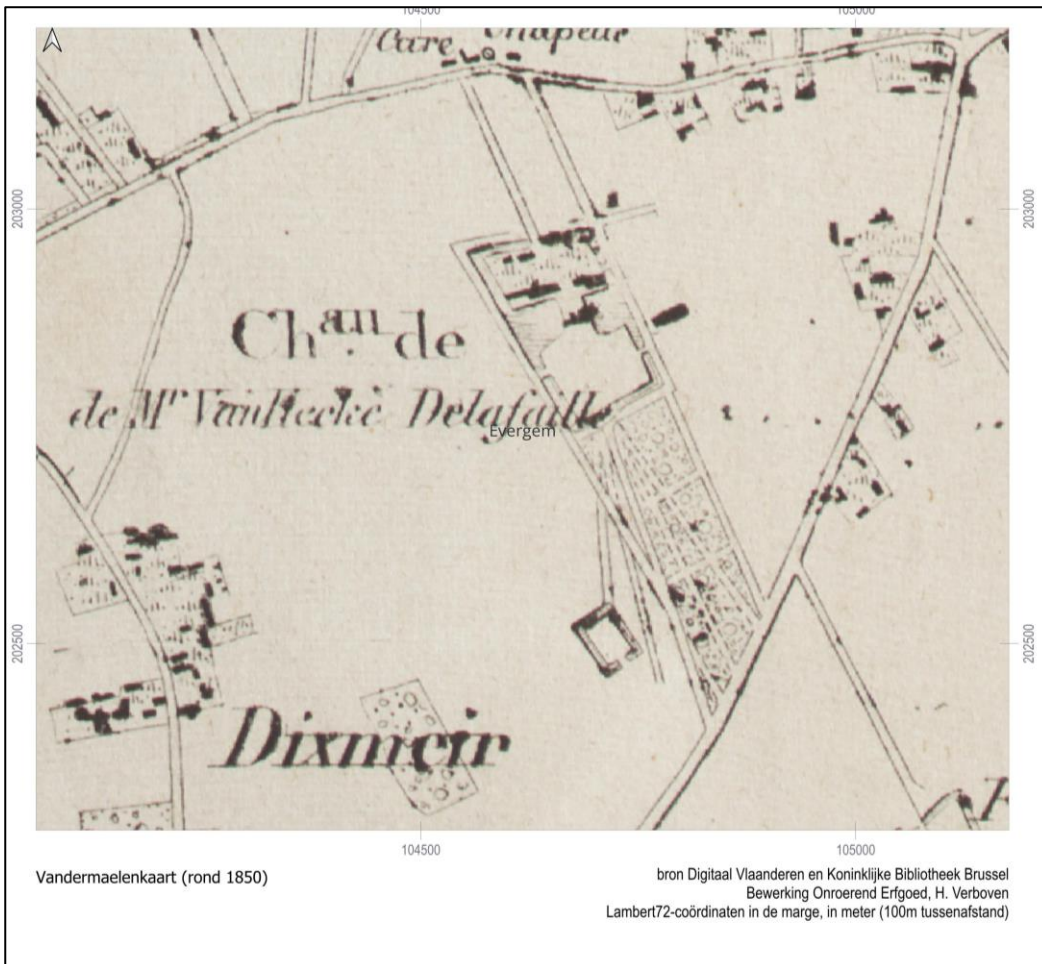 104500 105000
Care Chapelle
203000 203000
Chau de
de Mr VanHecke Delafaille
Evergem
202500 202500
Dixmeir
104500 105000
Vandermaelenkaart (rond 1850)
bron Digitaal Vlaanderen en Koninklijke Bibliotheek Brussel
Bewerking Onroerend Erfgoed, H. Verboven
Lambert72-coördinaten in de marge, in meter (100m tussenafstand)